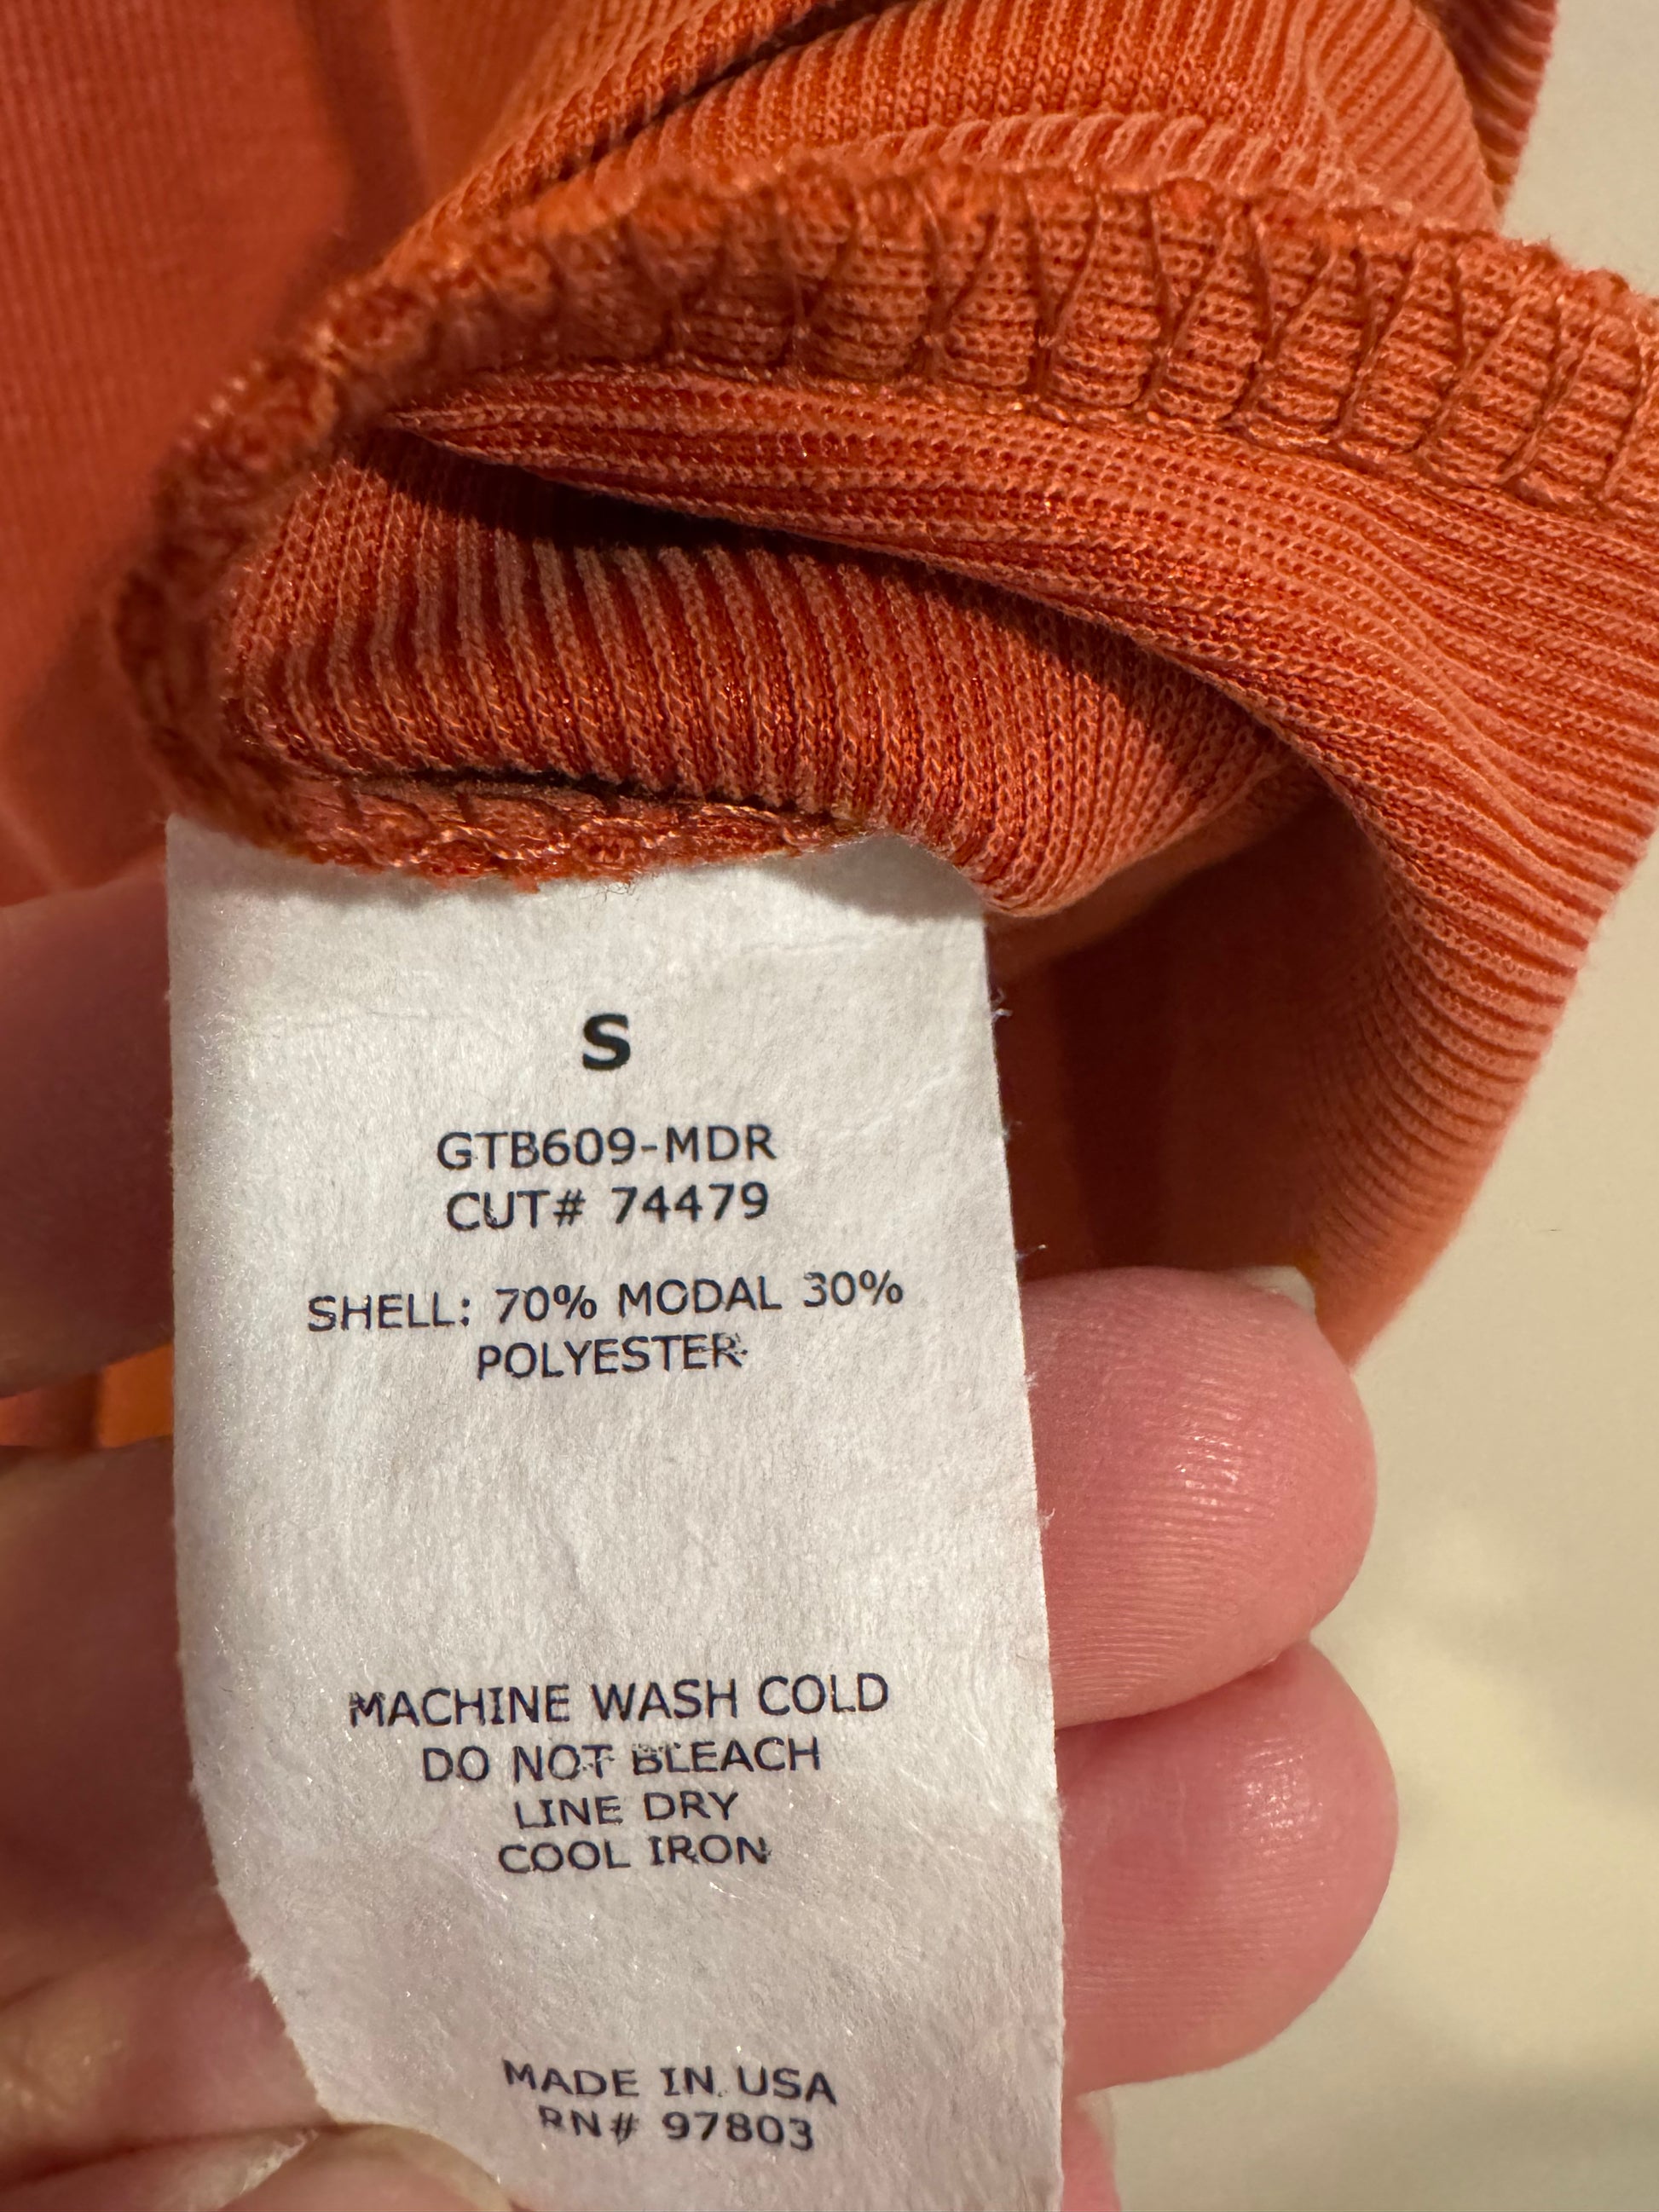 S
GTB609-MDR
CUT# 74479
SHELL: 70% MODAL 30%
POLYESTER
MACHINE WASH COLD
DO NOT BLEACH
LINE DRY
COOL IRON
MADE IN USA
RN# 97803